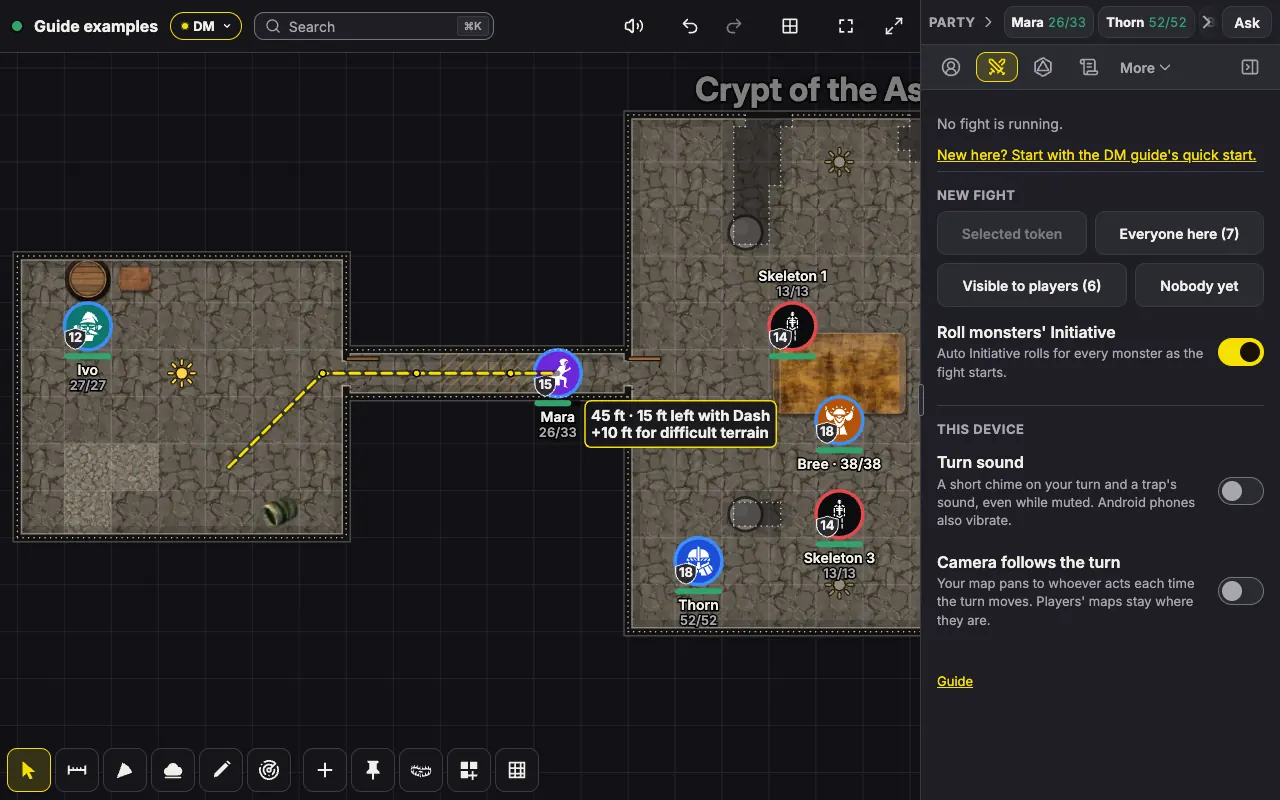 Guide examples
DM
Search
⌘K
PARTY
Mara 26/33
Thorn 52/52
Ask
More
Crypt of the As
No fight is running.
New here? Start with the DM guide's quick start.
NEW FIGHT
Selected token
Everyone here (7)
Visible to players (6)
Nobody yet
Roll monsters' Initiative
Auto Initiative rolls for every monster as the
fight starts.
THIS DEVICE
Turn sound
A short chime on your turn and a trap's
sound, even while muted. Android phones
also vibrate.
Camera follows the turn
Your map pans to whoever acts each time
the turn moves. Players' maps stay where
they are.
Guide
Skeleton 1
13/13
14
12
Ivo
27/27
15
Mara
26/33
45 ft · 15 ft left with Dash
+10 ft for difficult terrain
18
Bree · 38/38
14
Skeleton 3
13/13
18
Thorn
52/52